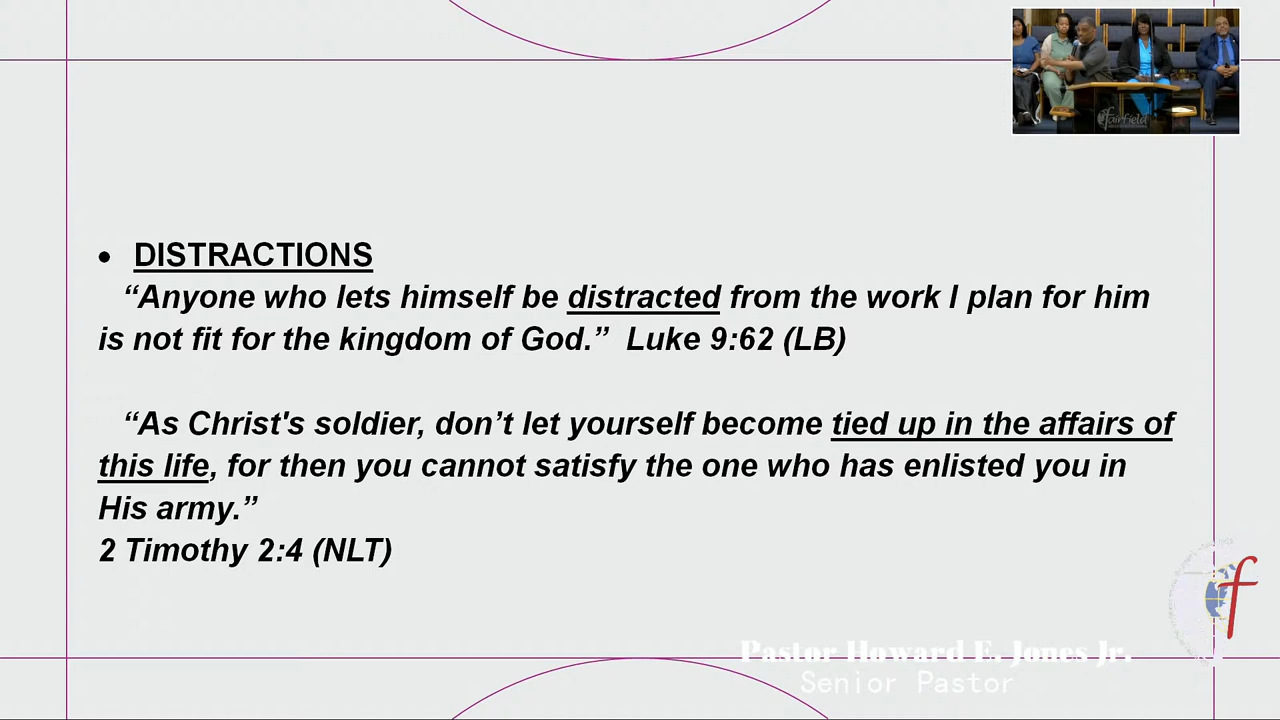 • DISTRACTIONS
“Anyone who lets himself be distracted from the work I plan for him
is not fit for the kingdom of God.” Luke 9:62 (LB)
“As Christ's soldier, don’t let yourself become tied up in the affairs of
this life, for then you cannot satisfy the one who has enlisted you in
His army.”
2 Timothy 2:4 (NLT)
fairfield
f
Pastor Howard E. Jones Jr.
Senior Pastor